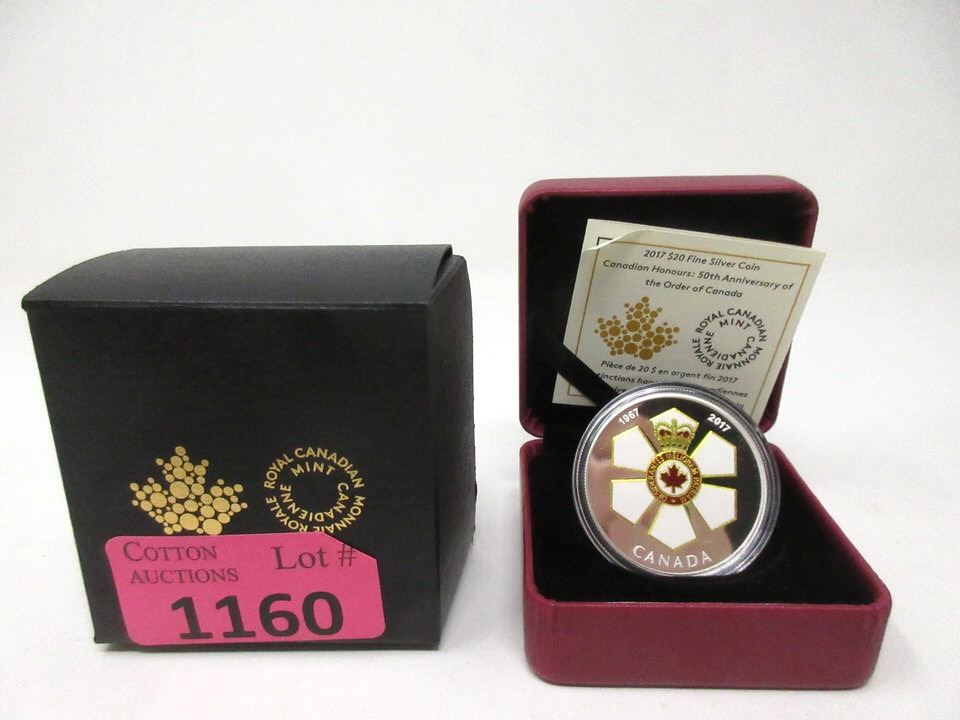 ROYAL CANADIAN MINT
MONNAIE ROYALE CANADIENNE
COTTON
AUCTIONS
Lot #
1160
2017 $20 Fine Silver Coin
Canadian Honours: 50th Anniversary of
the Order of Canada
ROYAL CANADIAN MINT
MONNAIE ROYALE CANADIENNE
Pièce de 20 $ en argent fin 2017
1967
2017
DESIDERANTES MELIOREM PATRIAM
CANADA